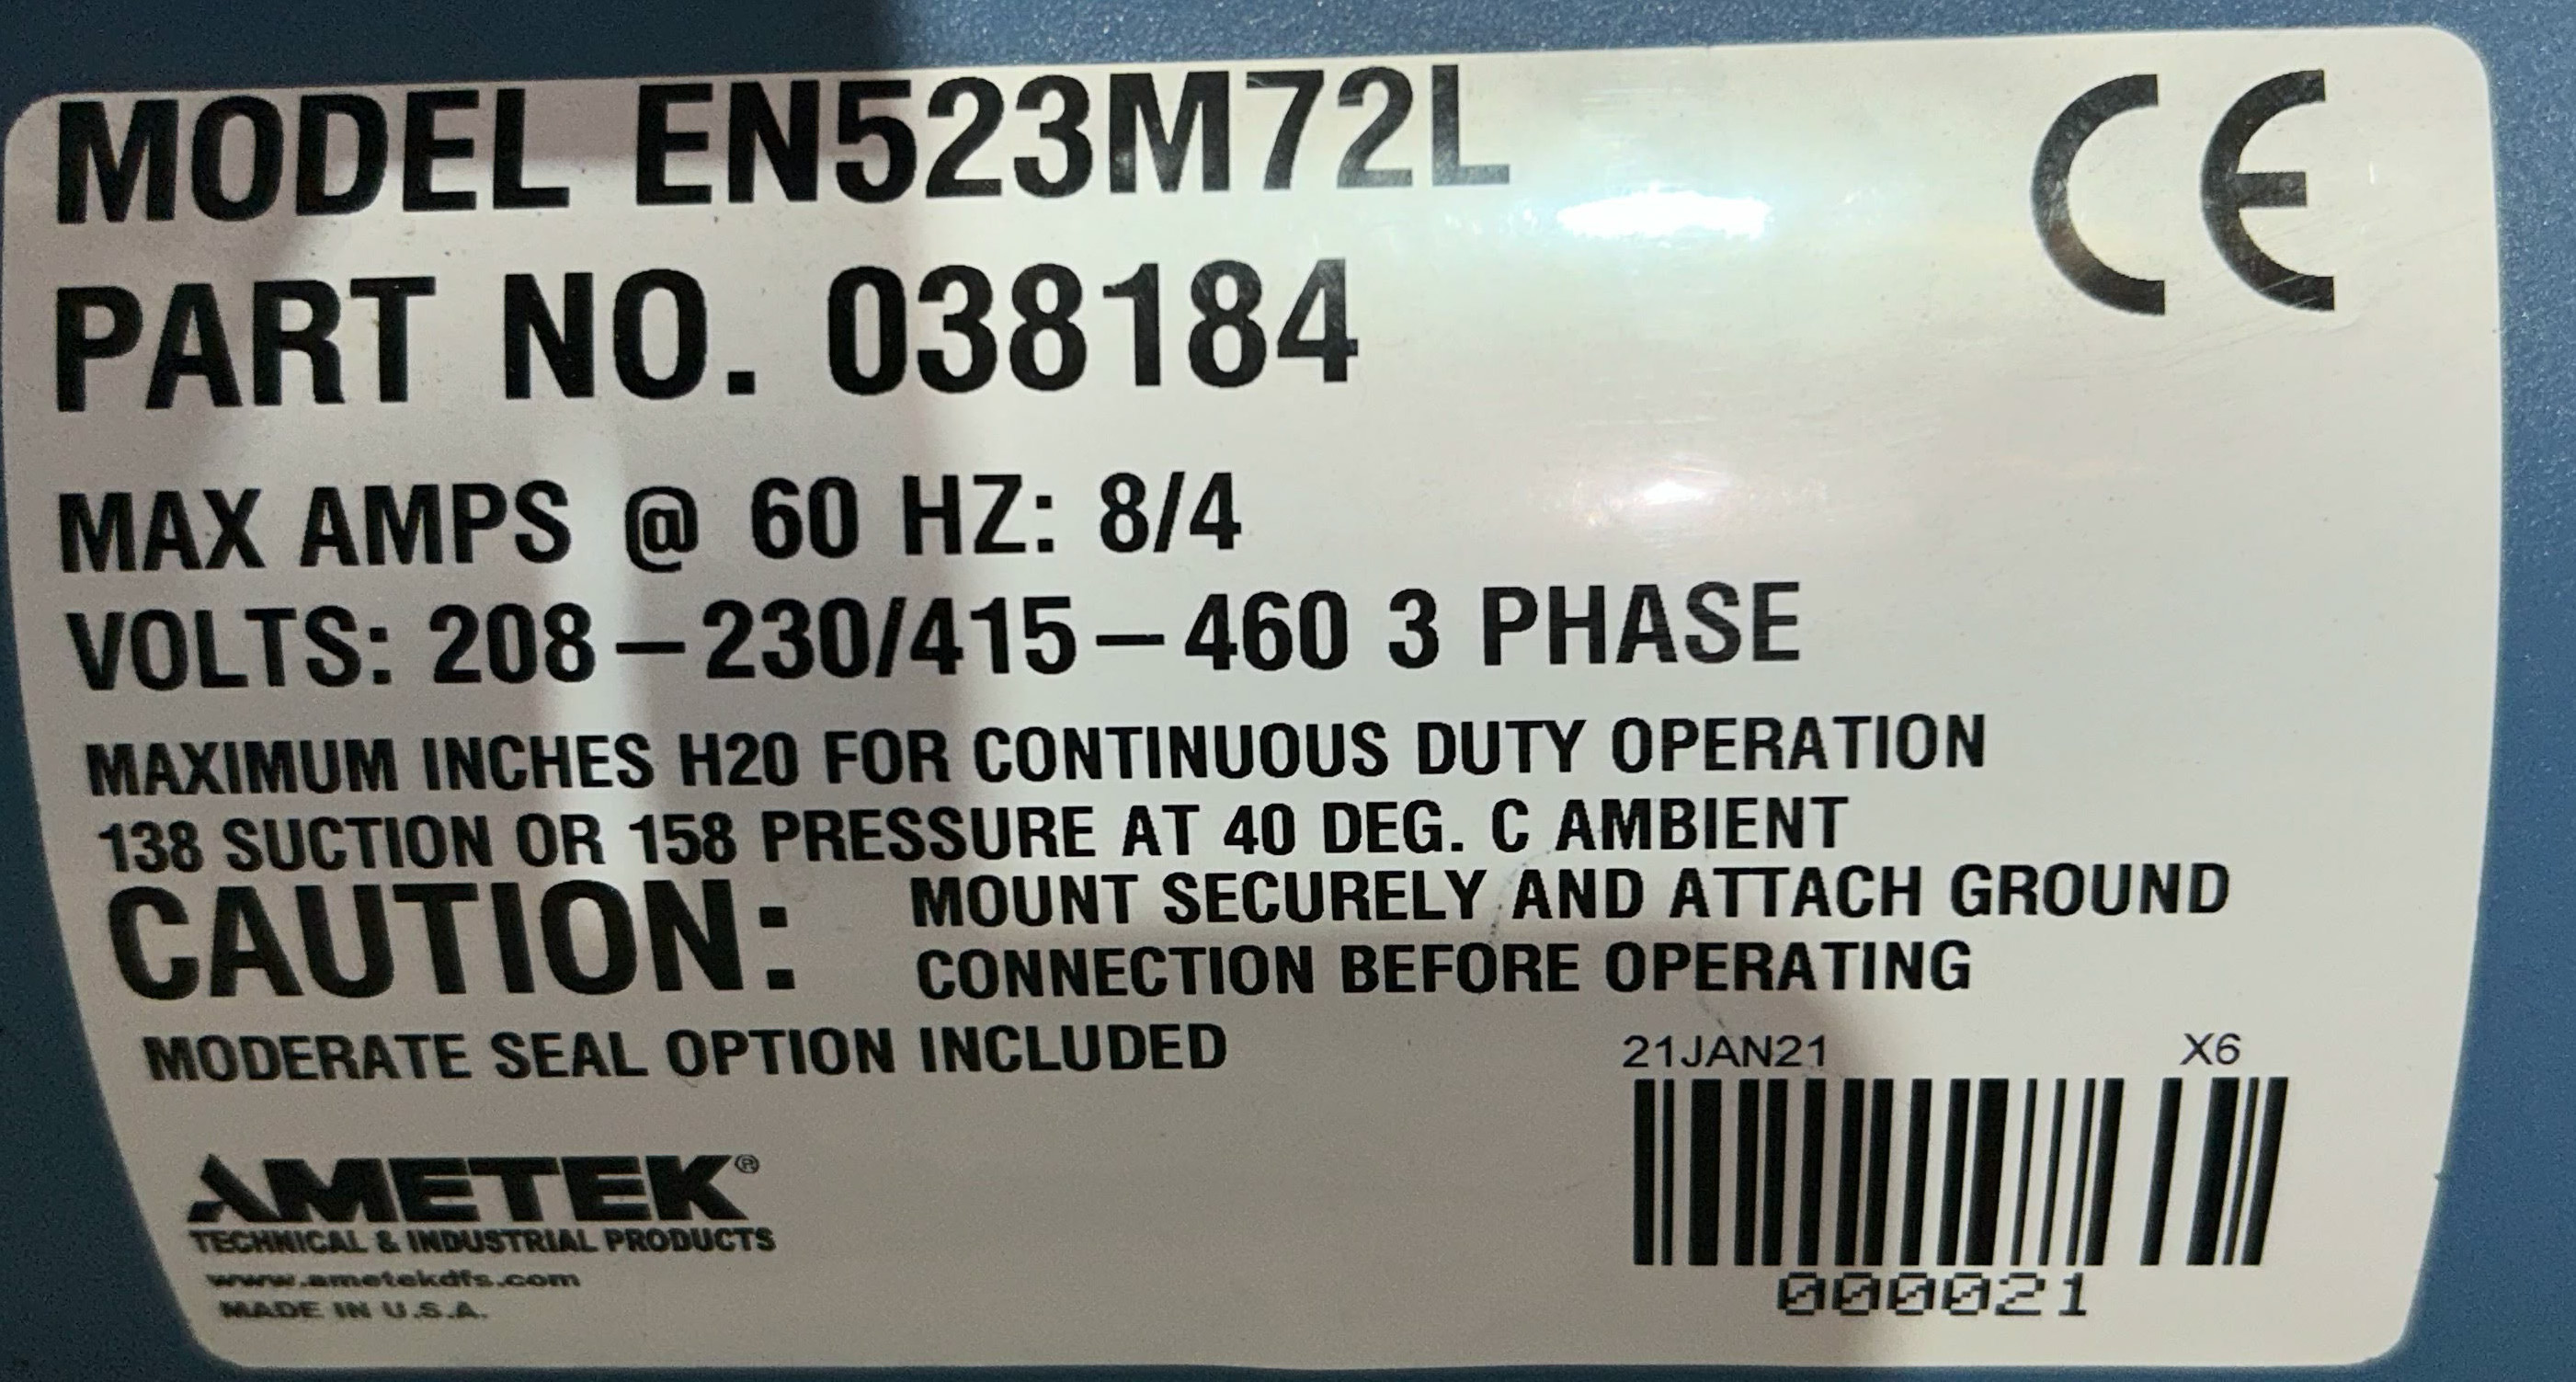 MODEL EN523M72L
CE
PART NO. 038184
MAX AMPS @ 60 HZ: 8/4
VOLTS: 208–230/415–460 3 PHASE
MAXIMUM INCHES H20 FOR CONTINUOUS DUTY OPERATION
138 SUCTION OR 158 PRESSURE AT 40 DEG. C AMBIENT
CAUTION: MOUNT SECURELY AND ATTACH GROUND
CONNECTION BEFORE OPERATING
MODERATE SEAL OPTION INCLUDED
21JAN21 X6
000021
AMETEK®
TECHNICAL & INDUSTRIAL PRODUCTS
www.ametekdfs.com
MADE IN U.S.A.